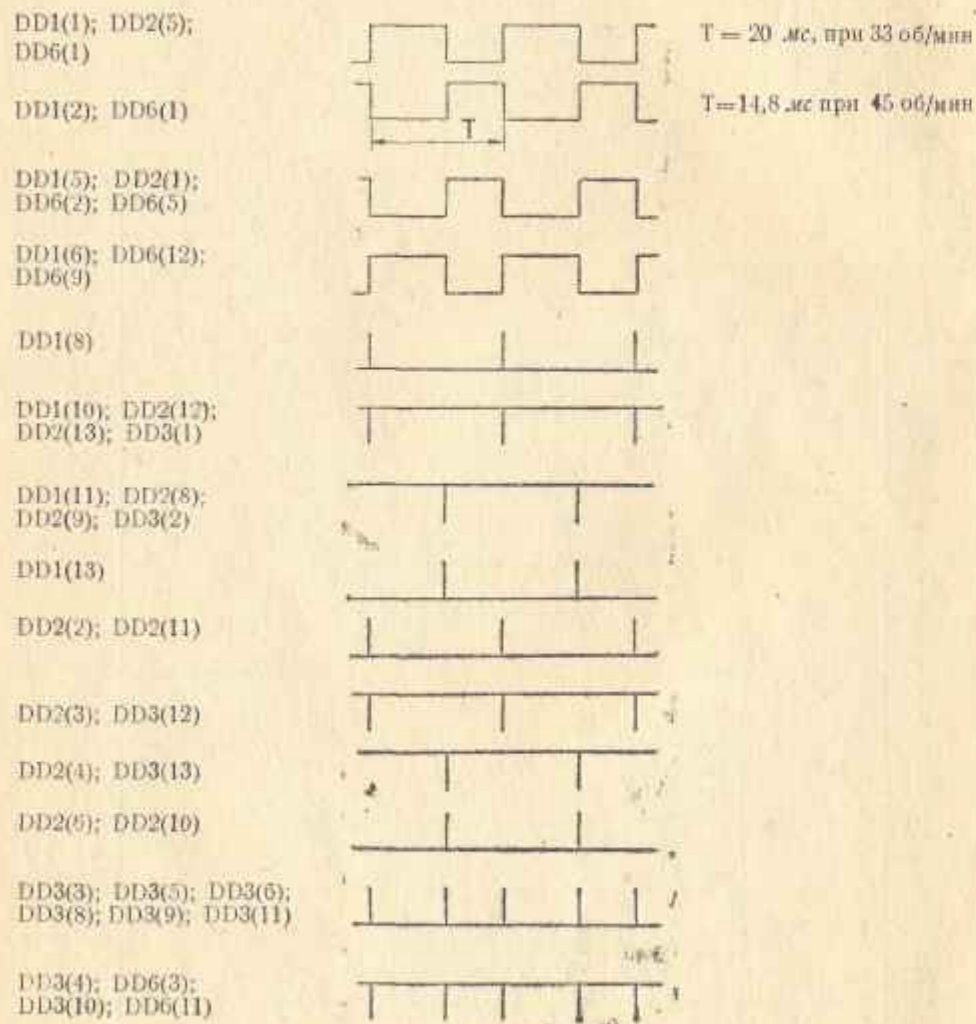 DD1(1); DD2(5);
DD6(1)
T = 20 мс, при 33 об/мин
DD1(2); DD6(1)
T=14,8 мс при 45 об/мин
T
DD1(5); DD2(1);
DD6(2); DD6(5)
DD1(6); DD6(12);
DD6(9)
DD1(8)
DD1(10); DD2(12);
DD2(13); DD3(1)
DD1(11); DD2(8);
DD2(9); DD3(2)
DD1(13)
DD2(2); DD2(11)
DD2(3); DD3(12)
DD2(4); DD3(13)
DD2(6); DD2(10)
DD3(3); DD3(5); DD3(6);
DD3(8); DD3(9); DD3(11)
DD3(4); DD6(3);
DD3(10); DD6(11)